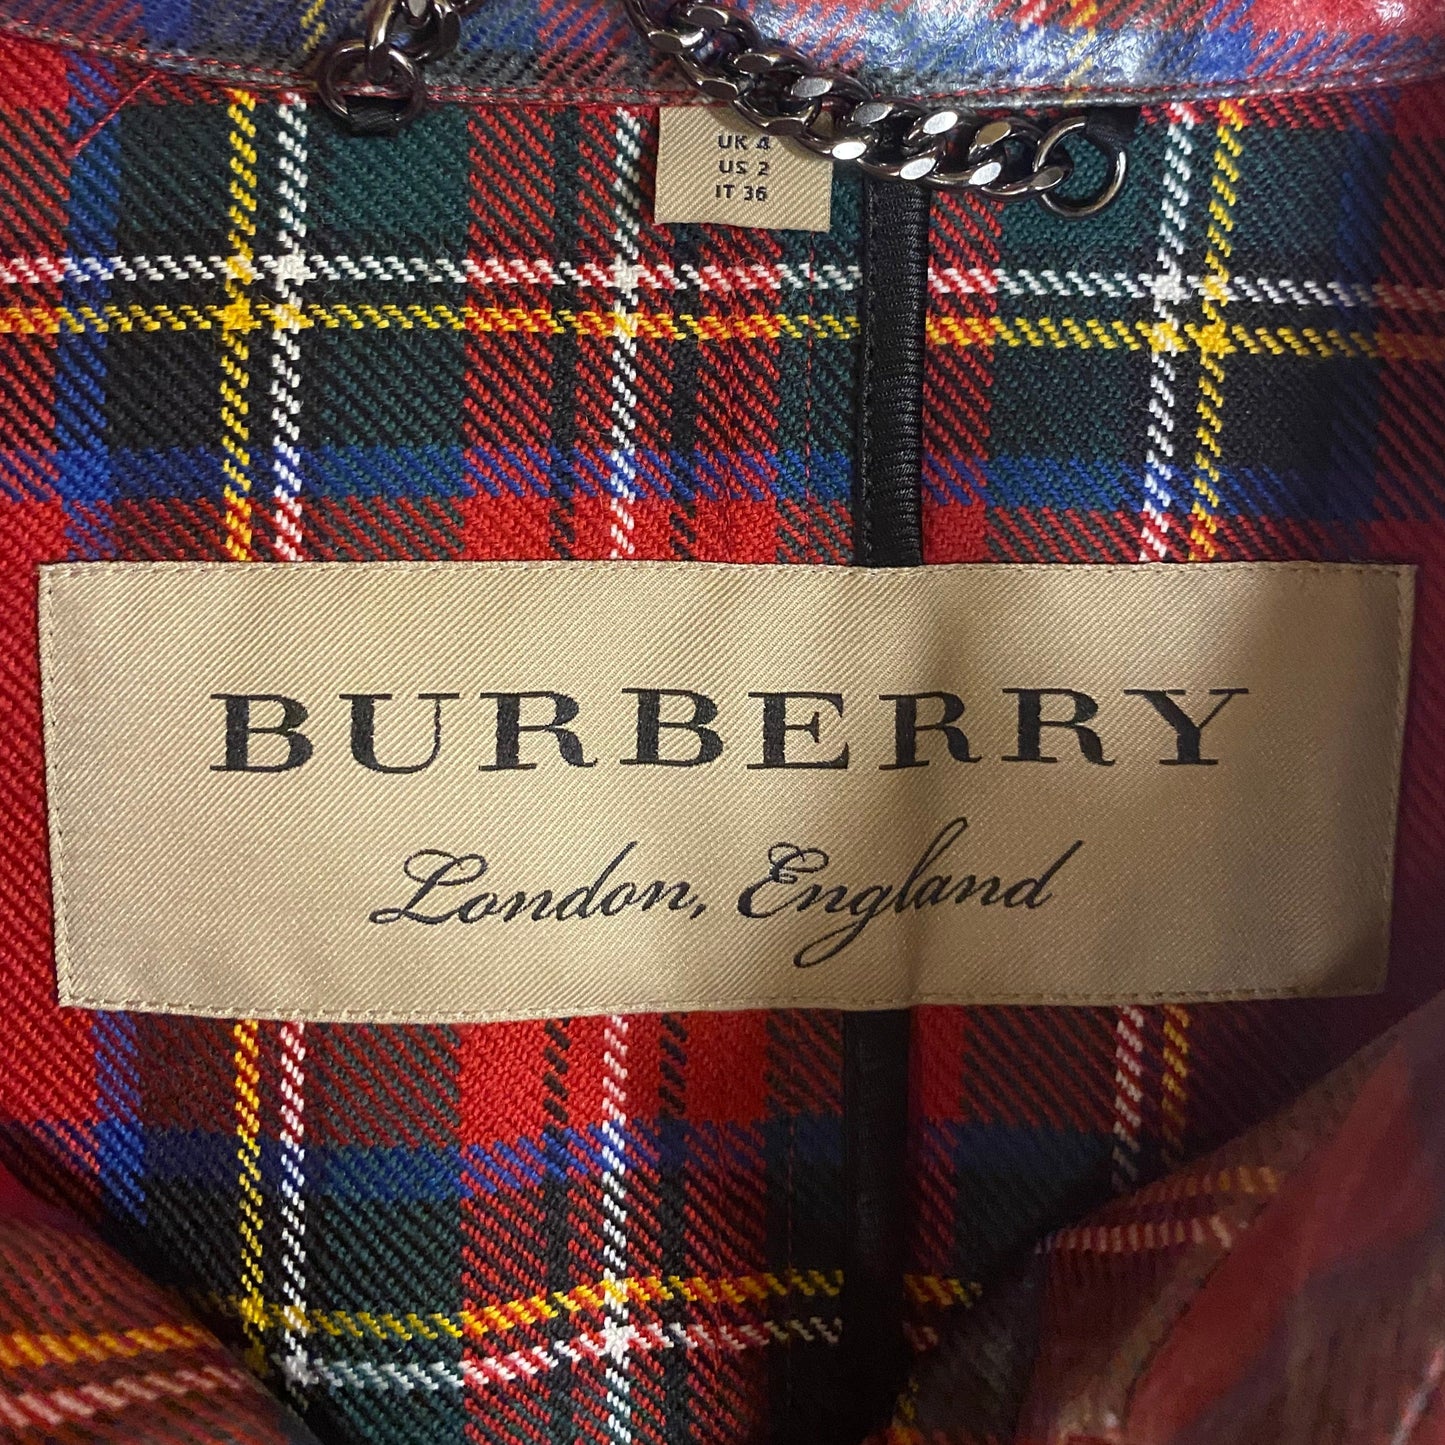 UK 4
US 2
IT 36
BURBERRY
London, England